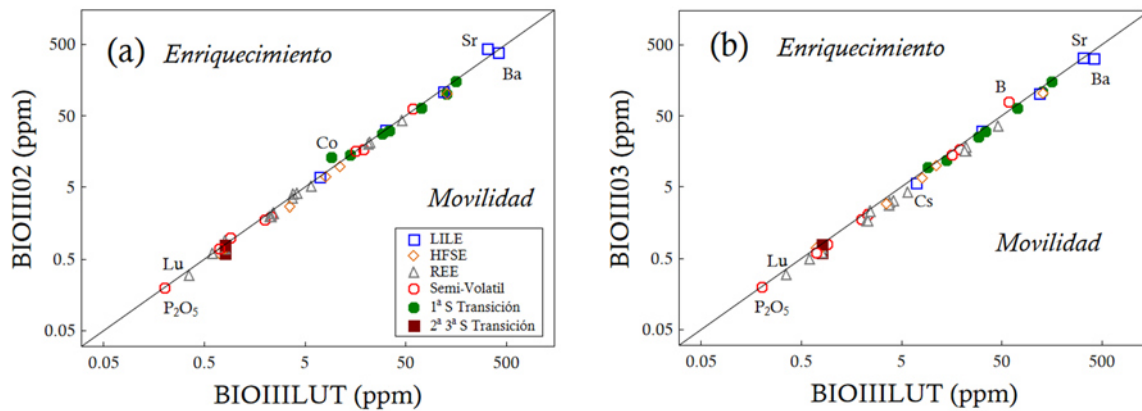 (a) Enriquecimiento
Sr
Ba
Co
Movilidad
Lu
P₂O₅
LILE
HFSE
REE
Semi-Volatil
1ª S Transición
2ª 3ª S Transición
500
50
5
0.5
0.05
0.05 0.5 5 50 500
BIOIII02 (ppm)
BIOIIILUT (ppm)
(b) Enriquecimiento
Sr
Ba
B
Cs
Movilidad
Lu
P₂O₅
500
50
5
0.5
0.05
0.05 0.5 5 50 500
BIOIII03 (ppm)
BIOIIILUT (ppm)